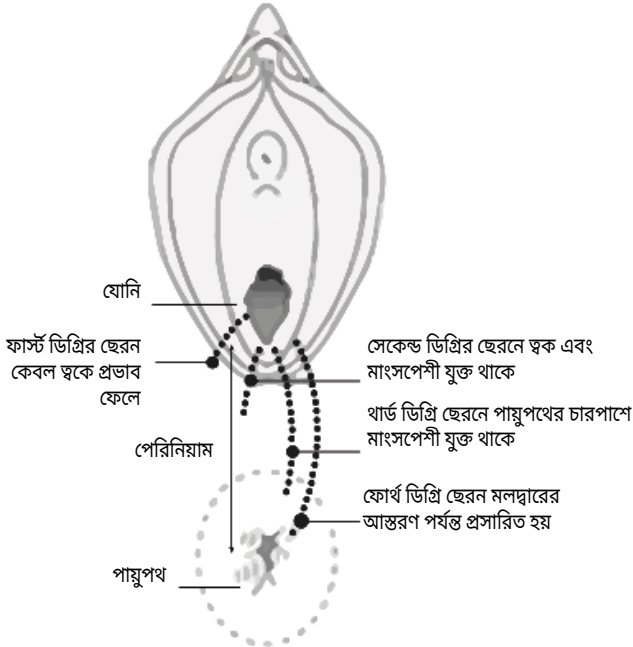 যোনি
ফার্স্ট ডিগ্রির ছেরন
কেবল ত্বকে প্রভাব
ফেলে
সেকেন্ড ডিগ্রির ছেরনে ত্বক এবং
মাংসপেশী যুক্ত থাকে
থার্ড ডিগ্রি ছেরনে পায়ুপথের চারপাশে
মাংসপেশী যুক্ত থাকে
পেরিনিয়াম
ফোর্থ ডিগ্রি ছেরন মলদ্বারের
আস্তরণ পর্যন্ত প্রসারিত হয়
পায়ুপথ